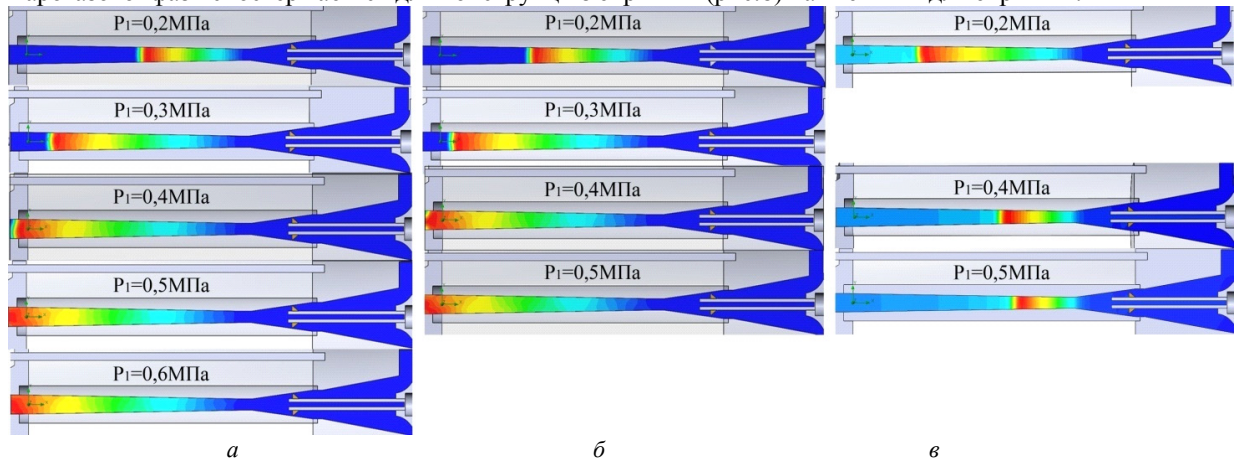 P1=0,2МПа P1=0,2МПа P1=0,2МПа
P1=0,3МПа P1=0,3МПа
P1=0,4МПа P1=0,4МПа P1=0,4МПа
P1=0,5МПа P1=0,5МПа P1=0,5МПа
P1=0,6МПа
а б в